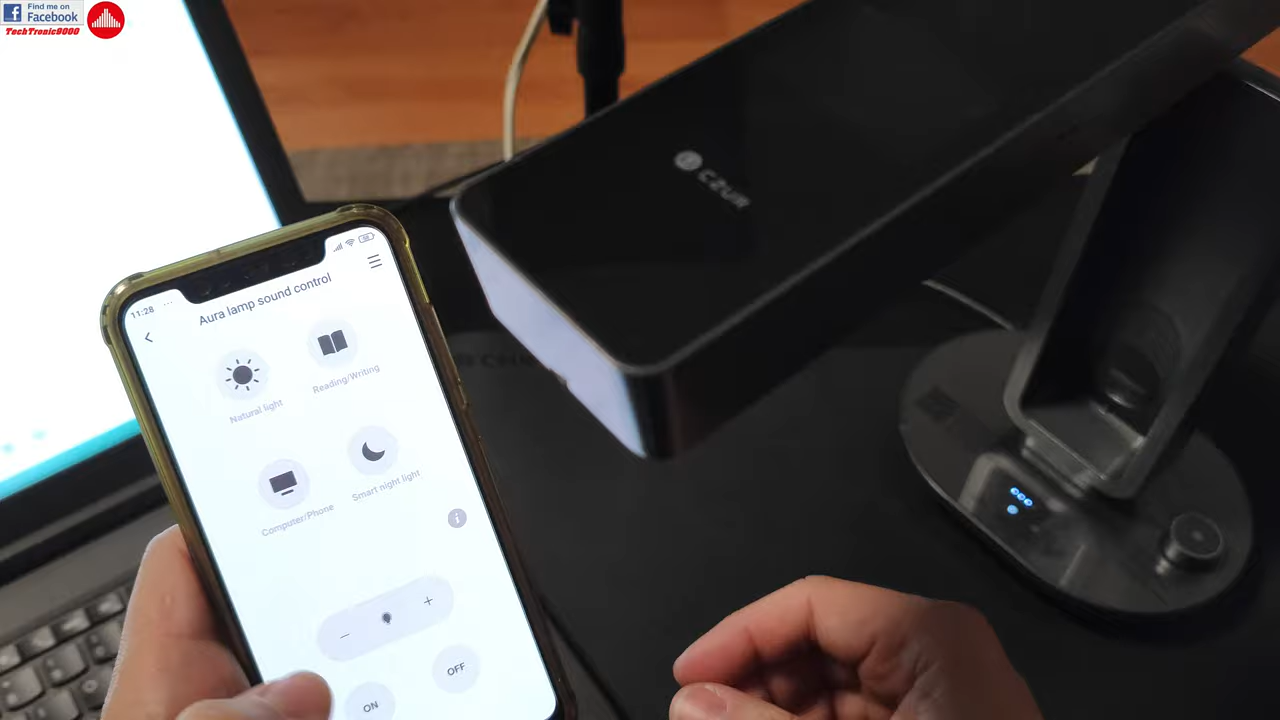 Find me on
Facebook
TechTronic9000
CZUR
11:28
Aura lamp sound control
Natural light
Reading/Writing
Computer/Phone
Smart night light
i
−
+
ON
OFF